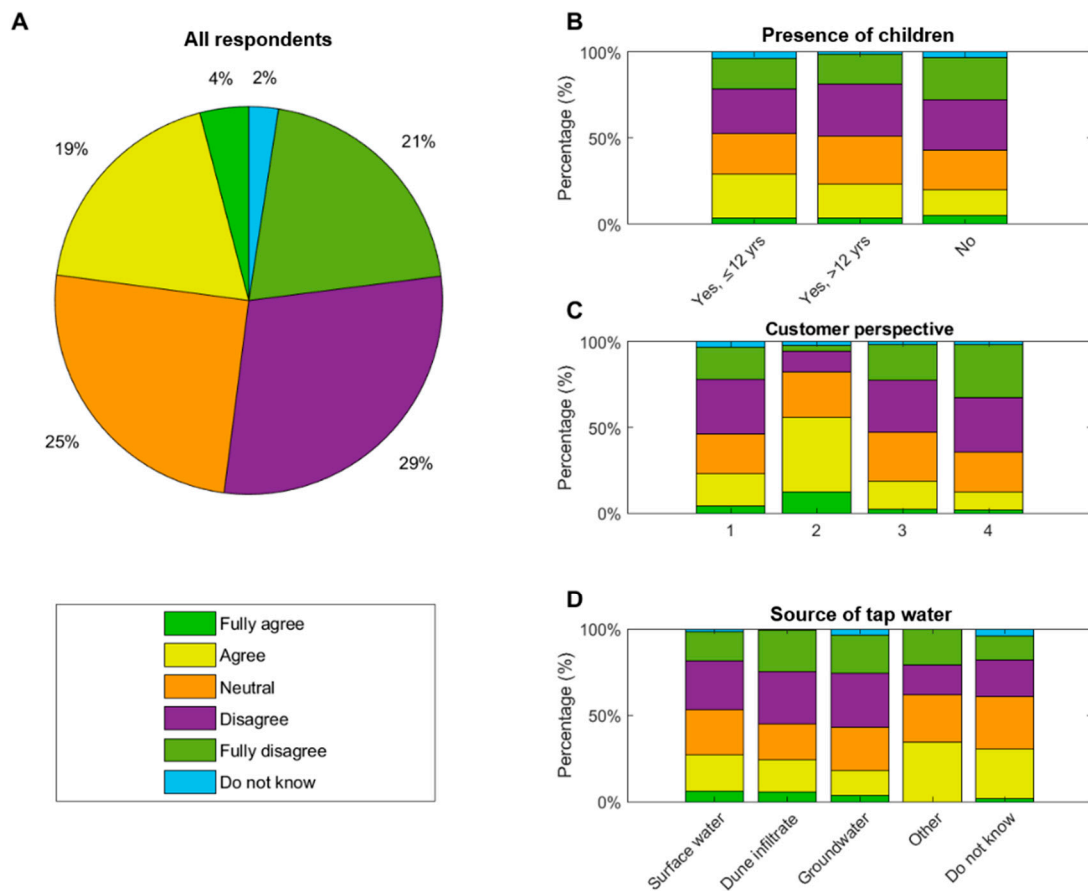 A
All respondents
4%
2%
19%
21%
25%
29%
Fully agree
Agree
Neutral
Disagree
Fully disagree
Do not know
B
Presence of children
100%
50%
0%
Percentage (%)
Yes, ≤12 yrs
Yes, >12 yrs
No
C
Customer perspective
100%
50%
0%
Percentage (%)
1
2
3
4
D
Source of tap water
100%
50%
0%
Percentage (%)
Surface water
Dune infiltrate
Groundwater
Other
Do not know